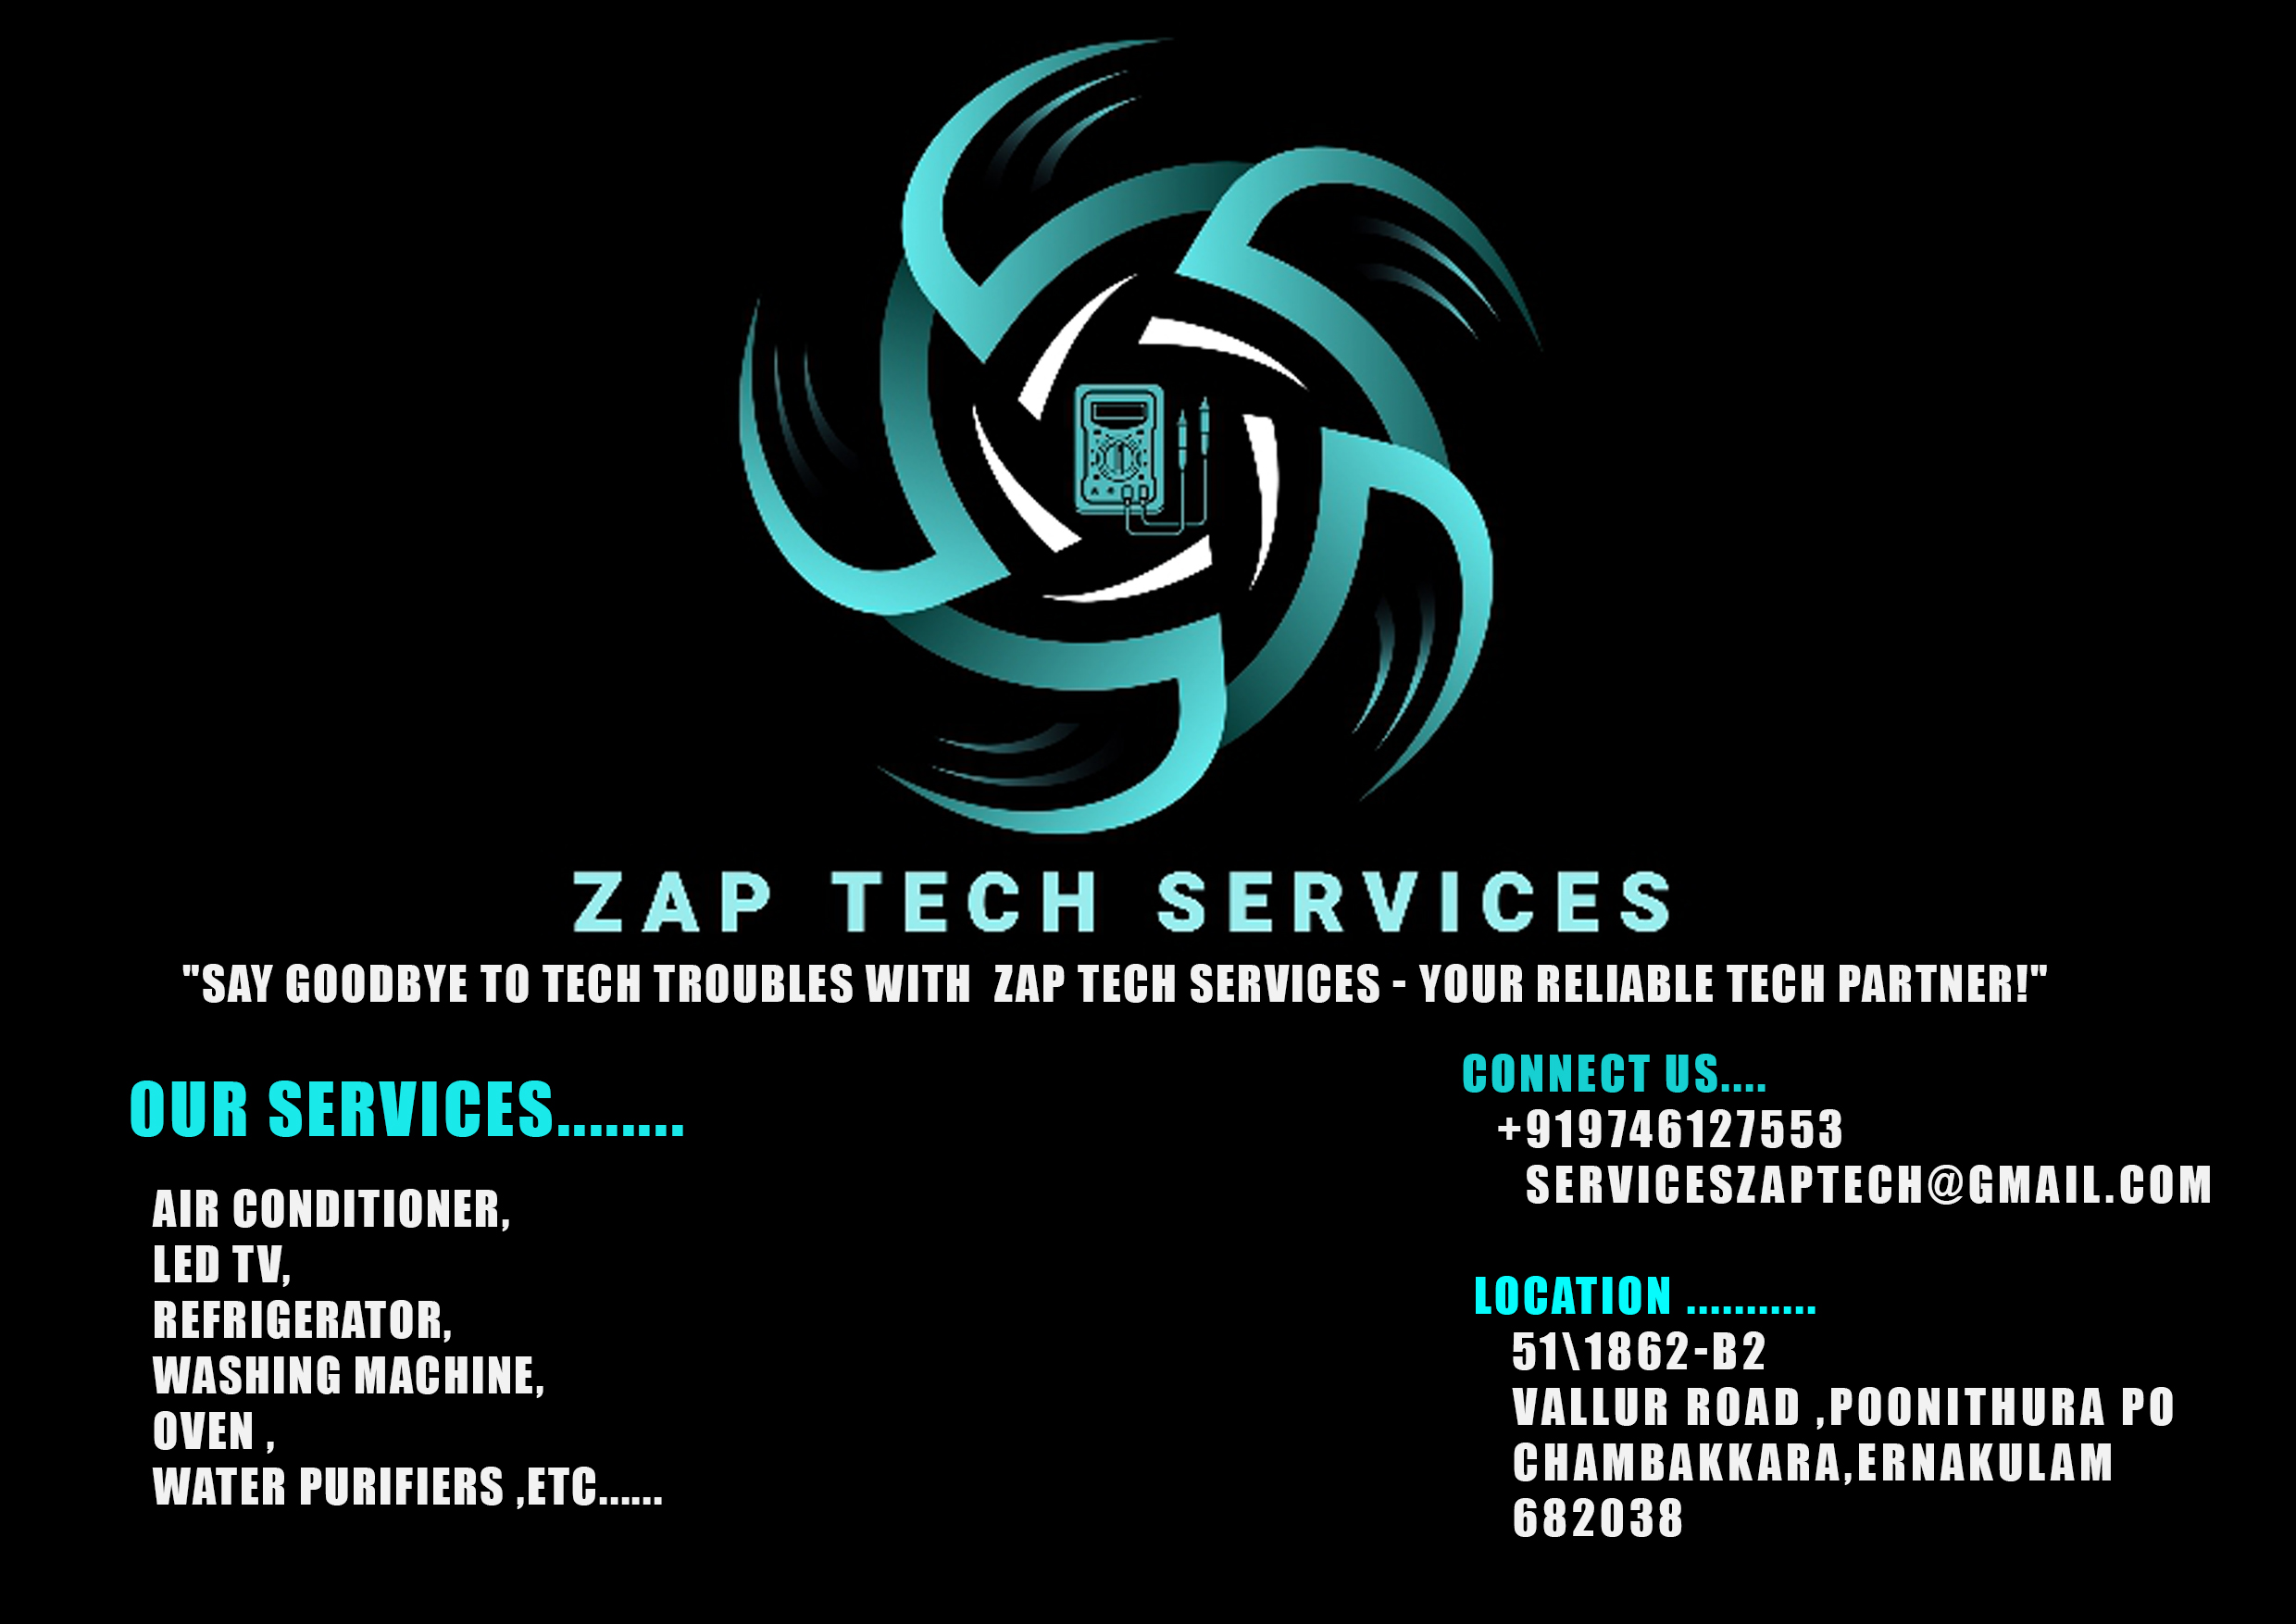 ZAP TECH SERVICES
"SAY GOODBYE TO TECH TROUBLES WITH  ZAP TECH SERVICES - YOUR RELIABLE TECH PARTNER!"
OUR SERVICES........
AIR CONDITIONER,
LED TV,
REFRIGERATOR,
WASHING MACHINE,
OVEN ,
WATER PURIFIERS ,ETC......
CONNECT US....
+919746127553
SERVICESZAPTECH@GMAIL.COM
LOCATION ...........
51\1862-B2
VALLUR ROAD ,POONITHURA PO
CHAMBAKKARA,ERNAKULAM
682038